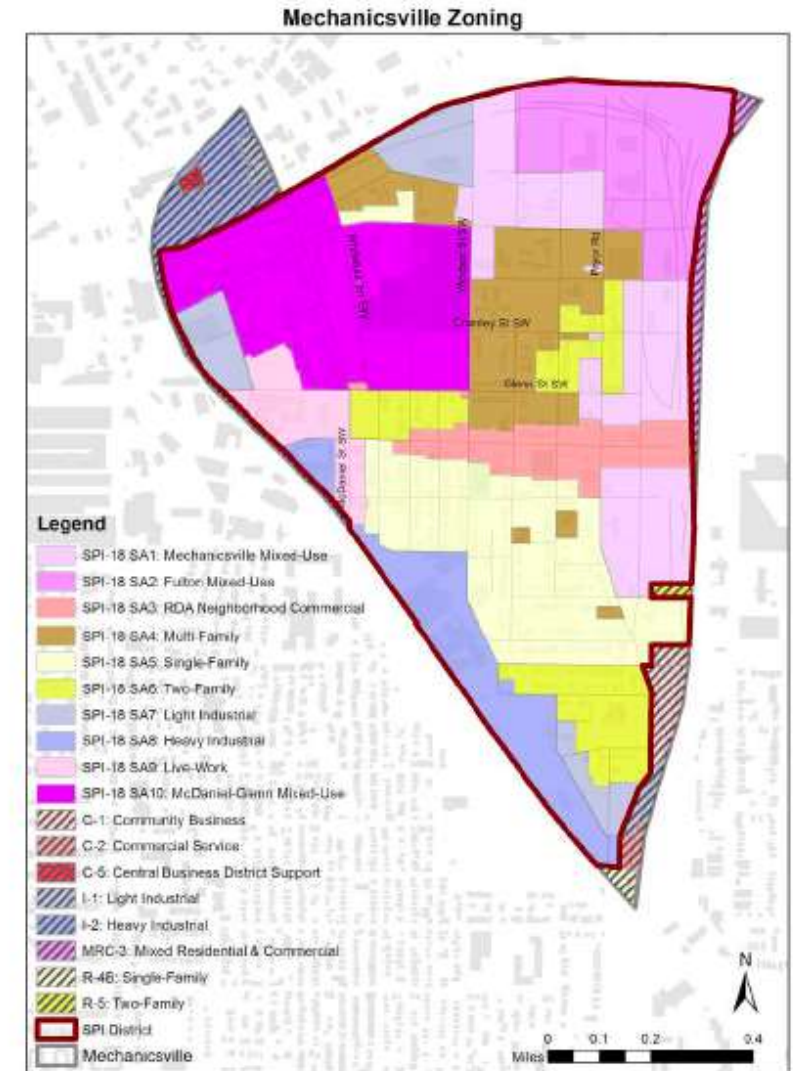 Mechanicsville Zoning
Windsor St SW
Pryor Rd
Crumley St SW
Glenn St SW
McDaniel St SW
Legend
SPI-18 SA1: Mechanicsville Mixed-Use
SPI-18 SA2: Fulton Mixed-Use
SPI-18 SA3: RDA Neighborhood Commercial
SPI-18 SA4: Multi-Family
SPI-18 SA5: Single-Family
SPI-18 SA6: Two-Family
SPI-18 SA7: Light Industrial
SPI-18 SA8: Heavy Industrial
SPI-18 SA9: Live-Work
SPI-18 SA10: McDaniel-Glenn Mixed-Use
C-1: Community Business
C-2: Commercial Service
C-5: Central Business District Support
I-1: Light Industrial
I-2: Heavy Industrial
MRC-3: Mixed Residential & Commercial
R-4B: Single-Family
R-5: Two-Family
SPI District
Mechanicsville
N
0 0.1 0.2 0.4
Miles